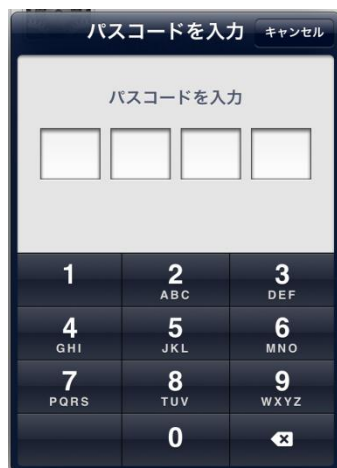 パスコードを入力 キャンセル
パスコードを入力
1 2 3
ABC DEF
4 5 6
GHI JKL MNO
7 8 9
PQRS TUV WXYZ
0